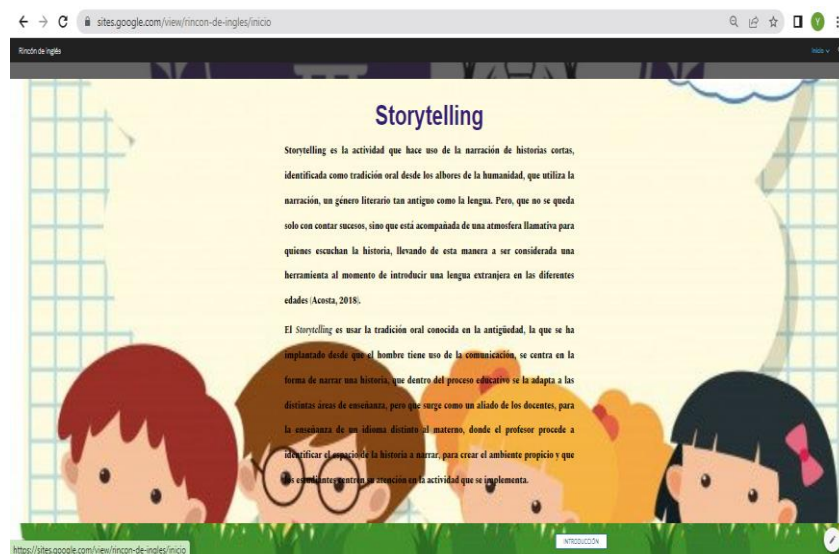 sites.google.com/view/rincon-de-ingles/inicio
Rincón de Inglés
Inicio
Storytelling
Storytelling es la actividad que hace uso de la narración de historias cortas,
identificada como tradición oral desde los albores de la humanidad, que utiliza la
narración, un género literario tan antiguo como la lengua. Pero, que no se queda
solo con contar sucesos, sino que está acompañada de una atmosfera llamativa para
quienes escuchan la historia, llevando de esta manera a ser considerada una
herramienta al momento de introducir una lengua extranjera en las diferentes
edades (Acosta, 2018).
El Storytelling es usar la tradición oral conocida en la antigüedad, la que se ha
implantado desde que el hombre tiene uso de la comunicación, se centra en la
forma de narrar una historia, que dentro del proceso educativo se la adapta a las
distintas áreas de enseñanza, pero que surge como un aliado de los docentes, para
la enseñanza de un idioma distinto al materno, donde el profesor procede a
identificar el espacio de la historia a narrar, para crear el ambiente propicio y que
los estudiantes centren su atención en la actividad que se implementa.
INTRODUCCIÓN
https://sites.google.com/view/rincon-de-ingles/inicio